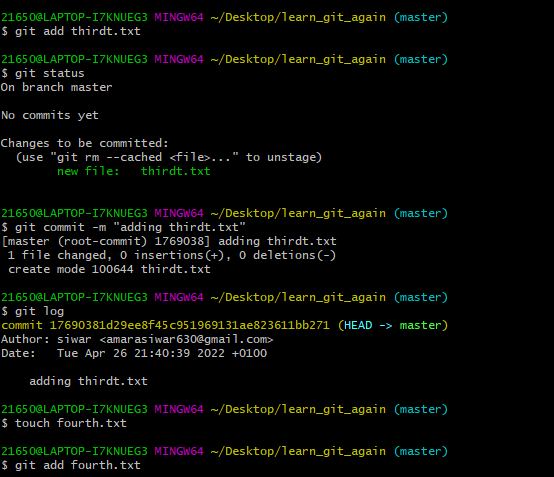 21650@LAPTOP-I7KNUEG3 MINGW64 ~/Desktop/learn_git_again (master)
$ git add thirdt.txt
21650@LAPTOP-I7KNUEG3 MINGW64 ~/Desktop/learn_git_again (master)
$ git status
On branch master
No commits yet
Changes to be committed:
  (use "git rm --cached <file>..." to unstage)
        new file:   thirdt.txt
21650@LAPTOP-I7KNUEG3 MINGW64 ~/Desktop/learn_git_again (master)
$ git commit -m "adding thirdt.txt"
[master (root-commit) 1769038] adding thirdt.txt
 1 file changed, 0 insertions(+), 0 deletions(-)
 create mode 100644 thirdt.txt
21650@LAPTOP-I7KNUEG3 MINGW64 ~/Desktop/learn_git_again (master)
$ git log
commit 17690381d29ee8f45c951969131ae823611bb271 (HEAD -> master)
Author: siwar <amarasiwar630@gmail.com>
Date:   Tue Apr 26 21:40:39 2022 +0100
    adding thirdt.txt
21650@LAPTOP-I7KNUEG3 MINGW64 ~/Desktop/learn_git_again (master)
$ touch fourth.txt
21650@LAPTOP-I7KNUEG3 MINGW64 ~/Desktop/learn_git_again (master)
$ git add fourth.txt